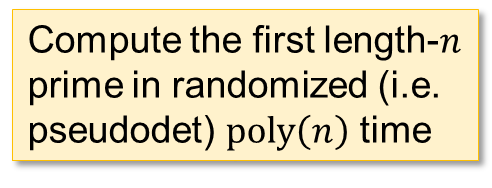 Compute the first length-n
prime in randomized (i.e.
pseudodet) poly(n) time